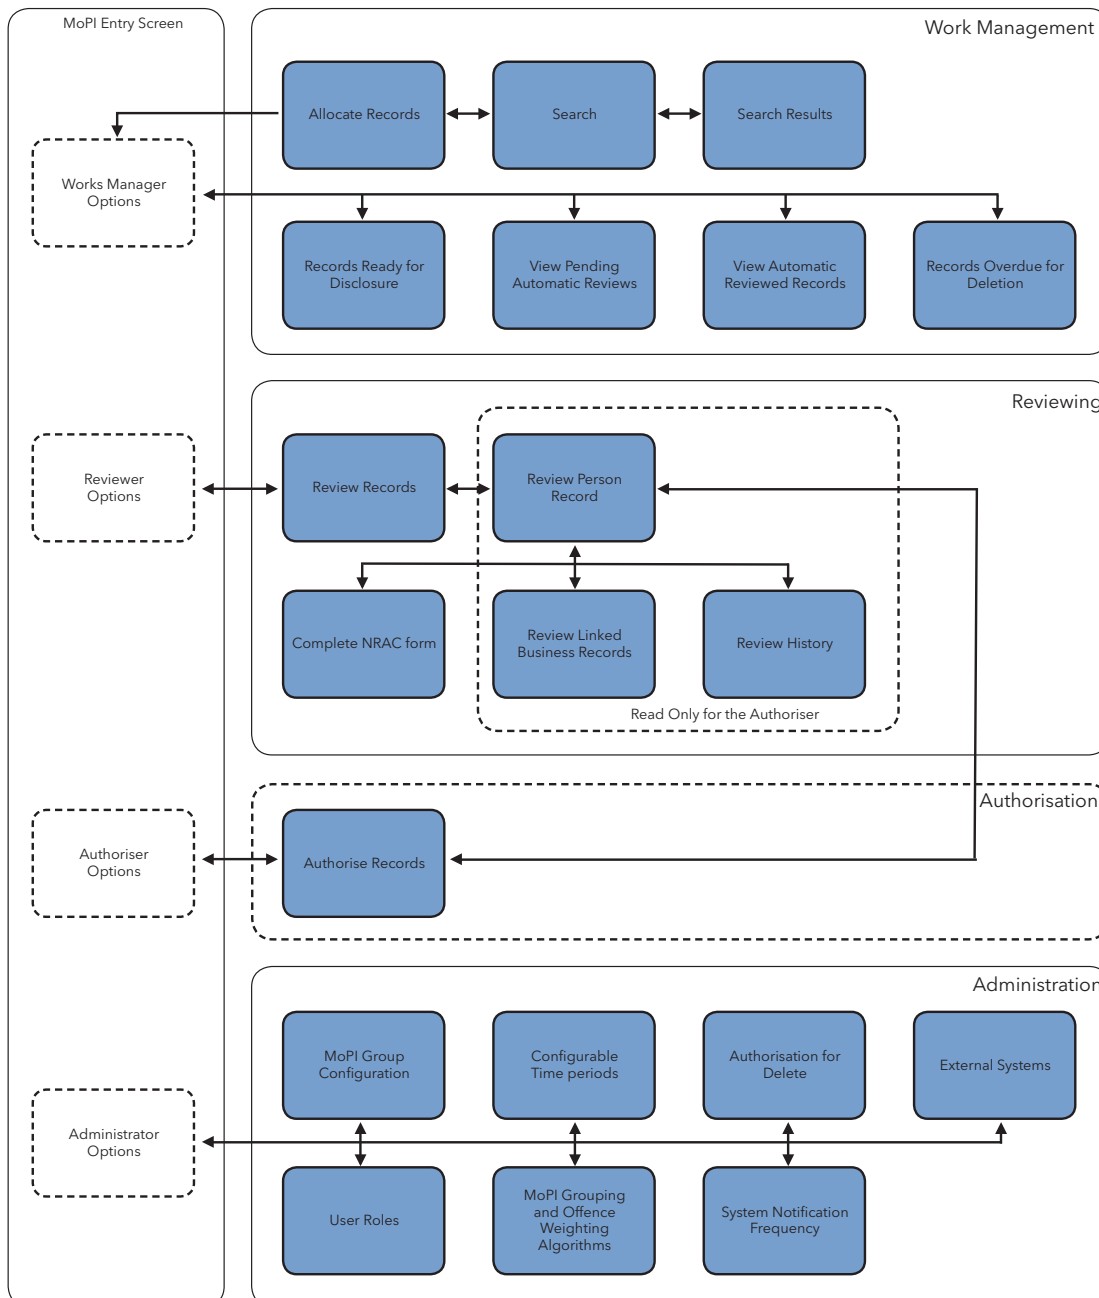 MoPI Entry Screen
Work Management
Allocate Records
Search
Search Results
Works Manager
Options
Records Ready for
Disclosure
View Pending
Automatic Reviews
View Automatic
Reviewed Records
Records Overdue for
Deletion
Reviewing
Reviewer
Options
Review Records
Review Person
Record
Complete NRAC form
Review Linked
Business Records
Review History
Read Only for the Authoriser
Authorisation
Authoriser
Options
Authorise Records
Administration
MoPI Group
Configuration
Configurable
Time periods
Authorisation for
Delete
External Systems
Administrator
Options
User Roles
MoPI Grouping
and Offence
Weighting
Algorithms
System Notification
Frequency